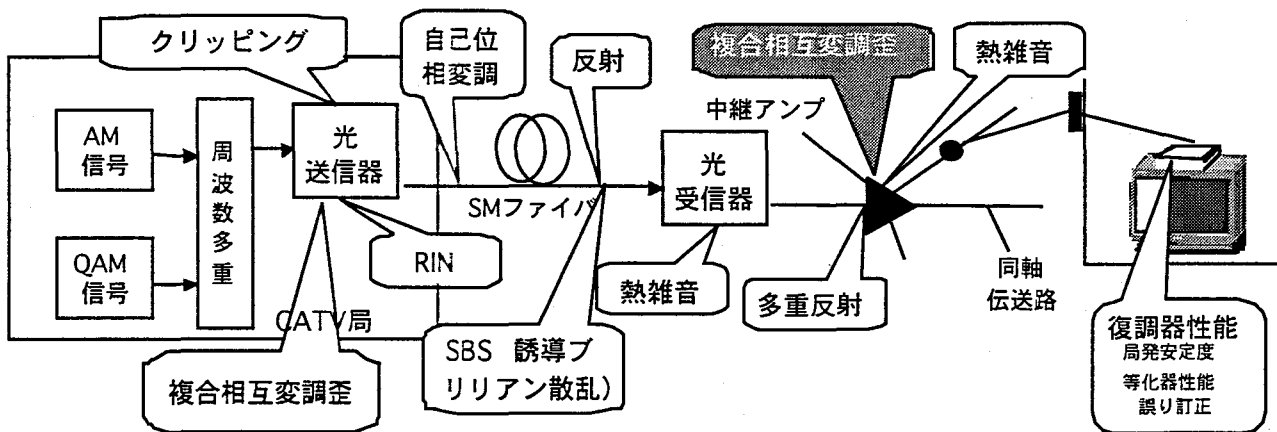 クリッピング
自己位
相変調
反射
複合相互変調歪
熱雑音
中継アンプ
AM
信号
周
波
数
多
重
光
送信器
SMファイバ
光
受信器
QAM
信号
RIN
熱雑音
多重反射
同軸
伝送路
CATV局
複合相互変調歪
SBS 誘導ブ
リリアン散乱）
復調器性能
局発安定度
等化器性能
誤り訂正